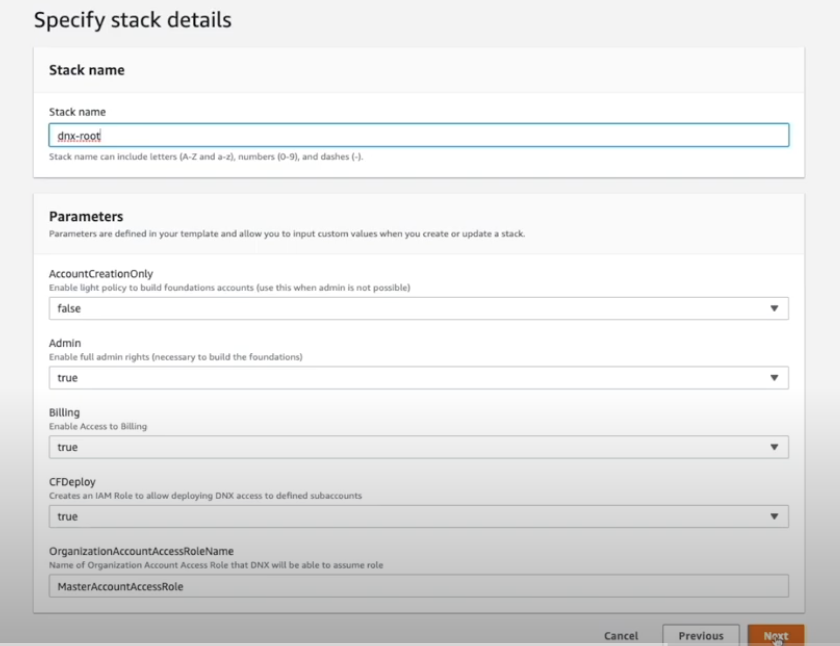 Specify stack details
Stack name
Stack name
dnx-root
Stack name can include letters (A-Z and a-z), numbers (0-9), and dashes (-).
Parameters
Parameters are defined in your template and allow you to input custom values when you create or update a stack.
AccountCreationOnly
Enable light policy to build foundations accounts (use this when admin is not possible)
false
Admin
Enable full admin rights (necessary to build the foundations)
true
Billing
Enable Access to Billing
true
CFDeploy
Creates an IAM Role to allow deploying DNX access to defined subaccounts
true
OrganizationAccountAccessRoleName
Name of Organization Account Access Role that DNX will be able to assume role
MasterAccountAccessRole
Cancel Previous Next